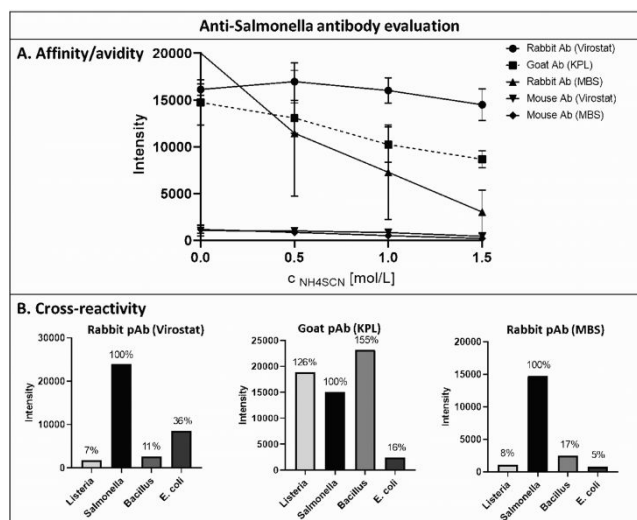 Anti-Salmonella antibody evaluation
A. Affinity/avidity
20000
15000
10000
5000
0
Intensity
0.0 0.5 1.0 1.5
c NH4SCN [mol/L]
Rabbit Ab (Virostat)
Goat Ab (KPL)
Rabbit Ab (MBS)
Mouse Ab (Virostat)
Mouse Ab (MBS)
B. Cross-reactivity
Rabbit pAb (Virostat)
30000
20000
10000
0
Intensity
7% 100% 11% 36%
Listeria Salmonella Bacillus E. coli
Goat pAb (KPL)
30000
25000
20000
15000
10000
5000
0
Intensity
126% 100% 155% 16%
Listeria Salmonella Bacillus E. coli
Rabbit pAb (MBS)
20000
15000
10000
5000
0
Intensity
8% 100% 17% 5%
Listeria Salmonella Bacillus E. coli